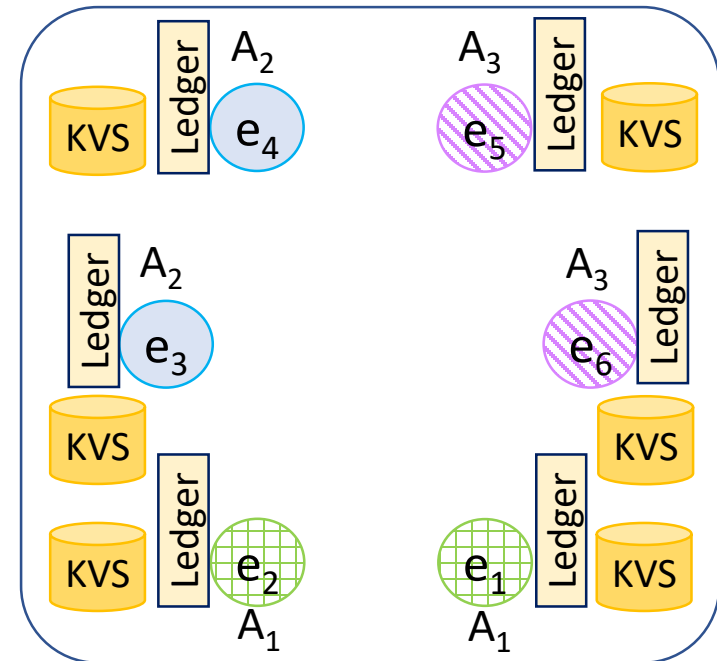 A₂
A₃
KVS
Ledger
e₄
e₅
Ledger
KVS
A₂
A₃
Ledger
e₃
e₆
Ledger
KVS
KVS
KVS
Ledger
e₂
e₁
Ledger
KVS
A₁
A₁